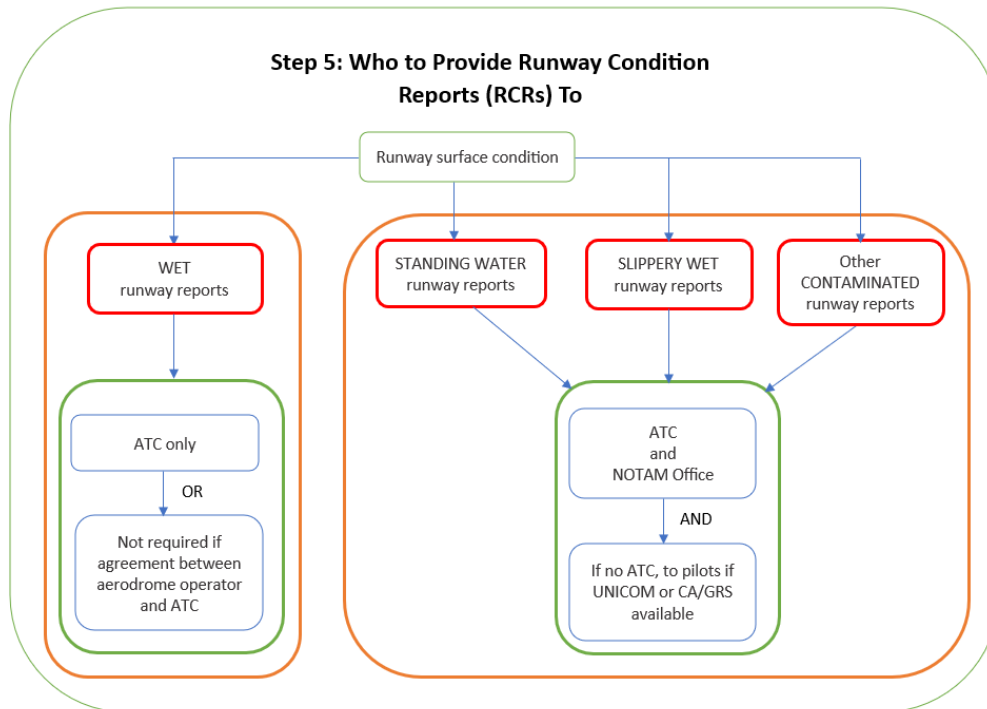 Step 5: Who to Provide Runway Condition
Reports (RCRs) To
Runway surface condition
WET
runway reports
ATC only
OR
Not required if
agreement between
aerodrome operator
and ATC
STANDING WATER
runway reports
SLIPPERY WET
runway reports
Other
CONTAMINATED
runway reports
ATC
and
NOTAM Office
AND
If no ATC, to pilots if
UNICOM or CA/GRS
available